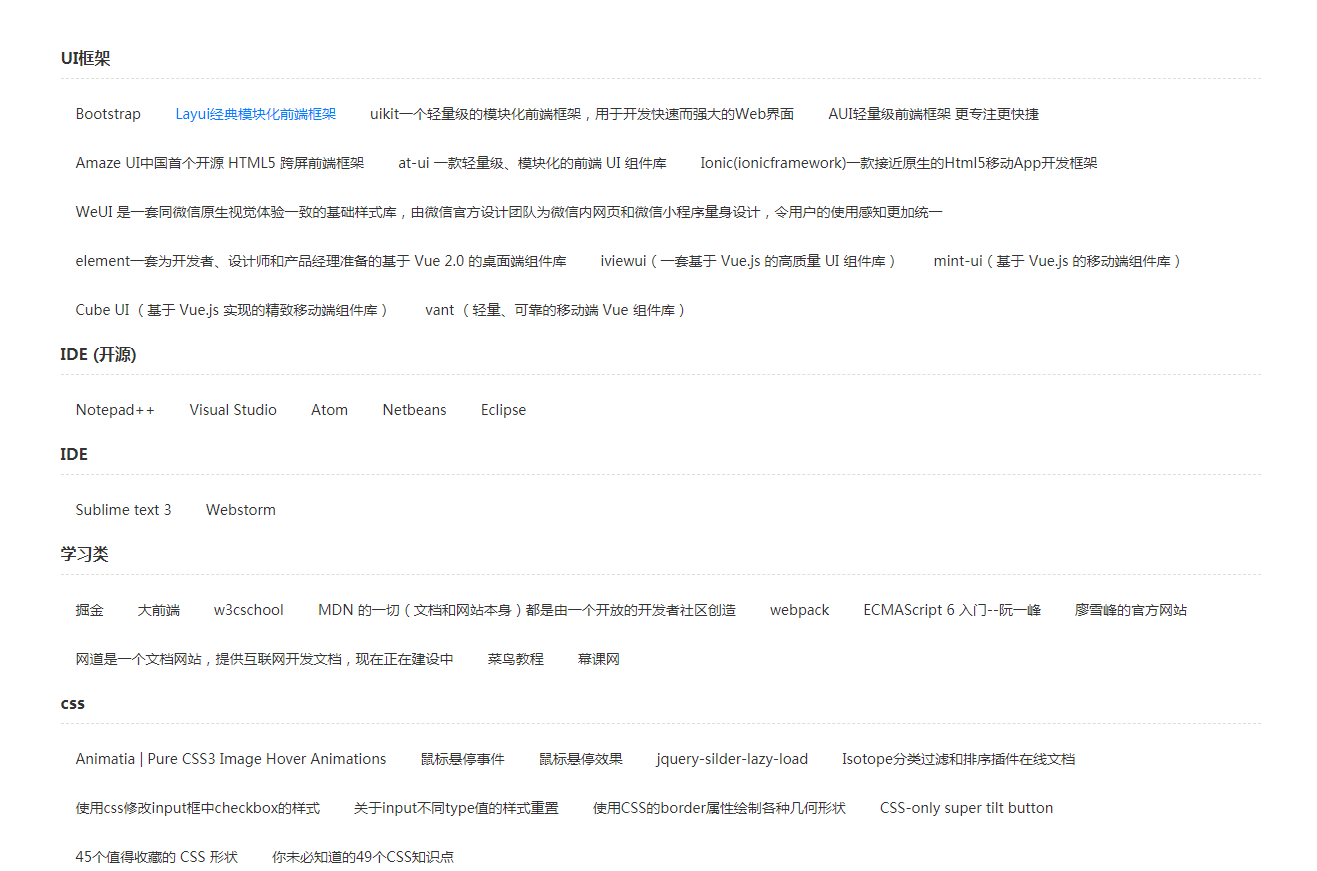 UI框架
Bootstrap Layui经典模块化前端框架 uikit一个轻量级的模块化前端框架，用于开发快速而强大的Web界面 AUI轻量级前端框架 更专注更快捷
Amaze UI中国首个开源 HTML5 跨屏前端框架 at-ui 一款轻量级、模块化的前端 UI 组件库 Ionic(ionicframework)一款接近原生的Html5移动App开发框架
WeUI 是一套同微信原生视觉体验一致的基础样式库，由微信官方设计团队为微信内网页和微信小程序量身设计，令用户的使用感知更加统一
element一套为开发者、设计师和产品经理准备的基于 Vue 2.0 的桌面端组件库 iviewui（一套基于 Vue.js 的高质量 UI 组件库） mint-ui（基于 Vue.js 的移动端组件库）
Cube UI （基于 Vue.js 实现的精致移动端组件库） vant （轻量、可靠的移动端 Vue 组件库）
IDE (开源)
Notepad++ Visual Studio Atom Netbeans Eclipse
IDE
Sublime text 3 Webstorm
学习类
掘金 大前端 w3cschool MDN 的一切（文档和网站本身）都是由一个开放的开发者社区创造 webpack ECMAScript 6 入门--阮一峰 廖雪峰的官方网站
网道是一个文档网站，提供互联网开发文档，现在正在建设中 菜鸟教程 幕课网
css
Animatia | Pure CSS3 Image Hover Animations 鼠标悬停事件 鼠标悬停效果 jquery-silder-lazy-load Isotope分类过滤和排序插件在线文档
使用css修改input框中checkbox的样式 关于input不同type值的样式重置 使用CSS的border属性绘制各种几何形状 CSS-only super tilt button
45个值得收藏的 CSS 形状 你未必知道的49个CSS知识点